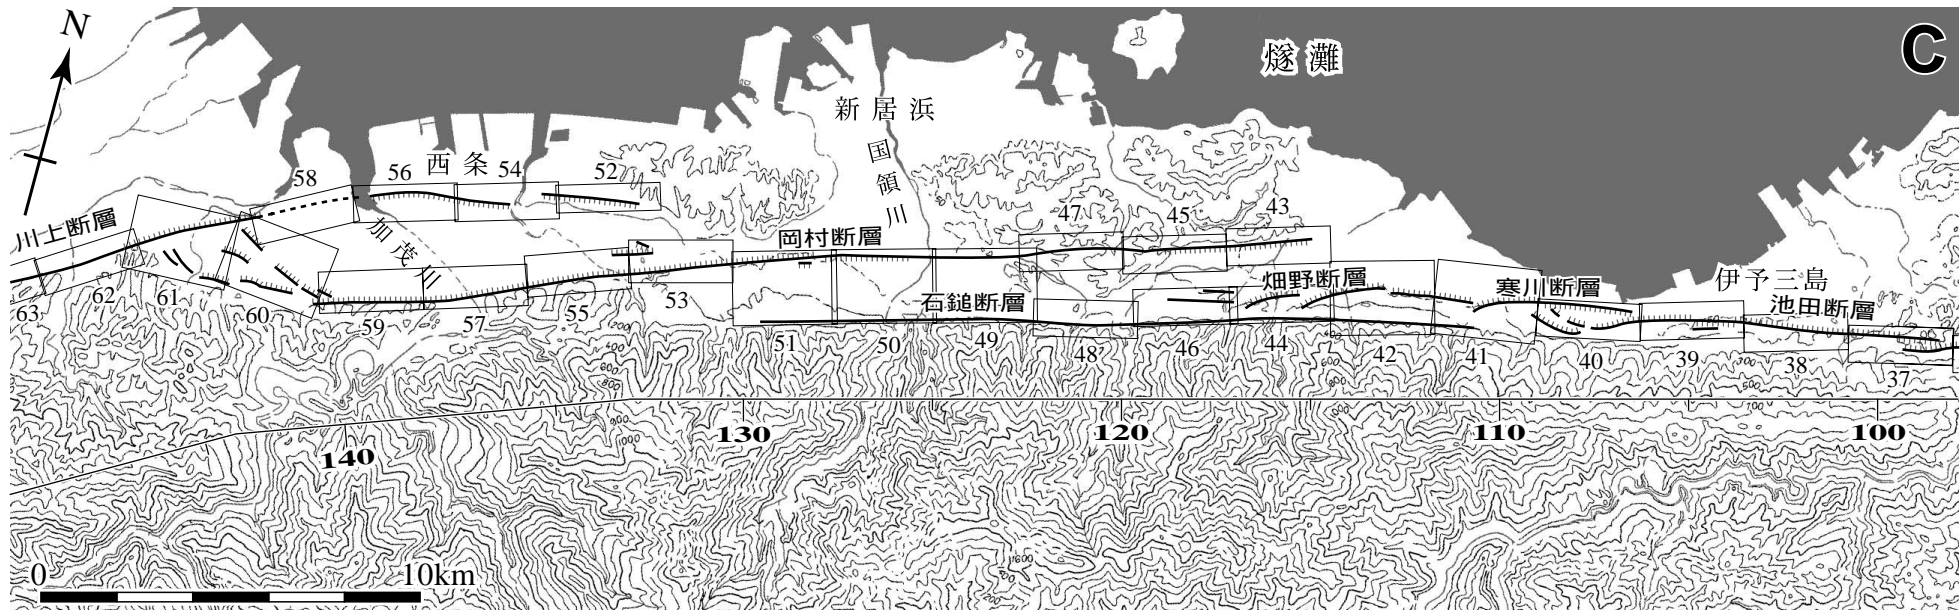 N
C
燧灘
新居浜
国領川
西条
58
56
54
52
加茂川
川上断層
岡村断層
47
45
43
畑野断層
寒川断層
伊予三島
池田断層
石鎚断層
63
62
61
60
59
57
55
53
51
50
49
48
46
44
42
41
40
39
38
37
140
130
120
110
100
0
10km